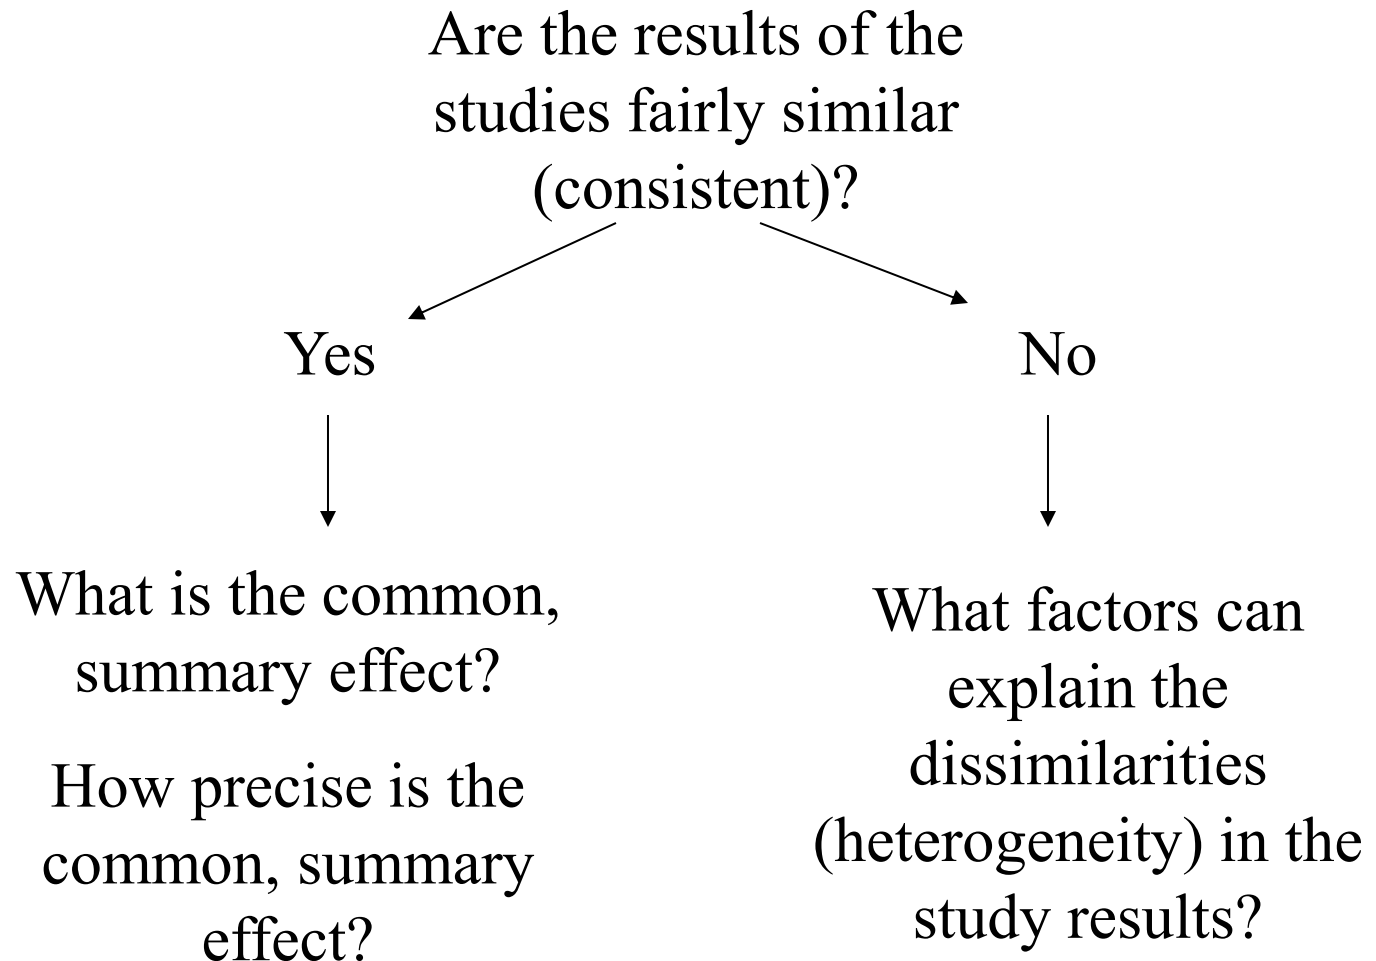 Are the results of the
studies fairly similar
(consistent)?
Yes
No
What is the common,
summary effect?
How precise is the
common, summary
effect?
What factors can
explain the
dissimilarities
(heterogeneity) in the
study results?